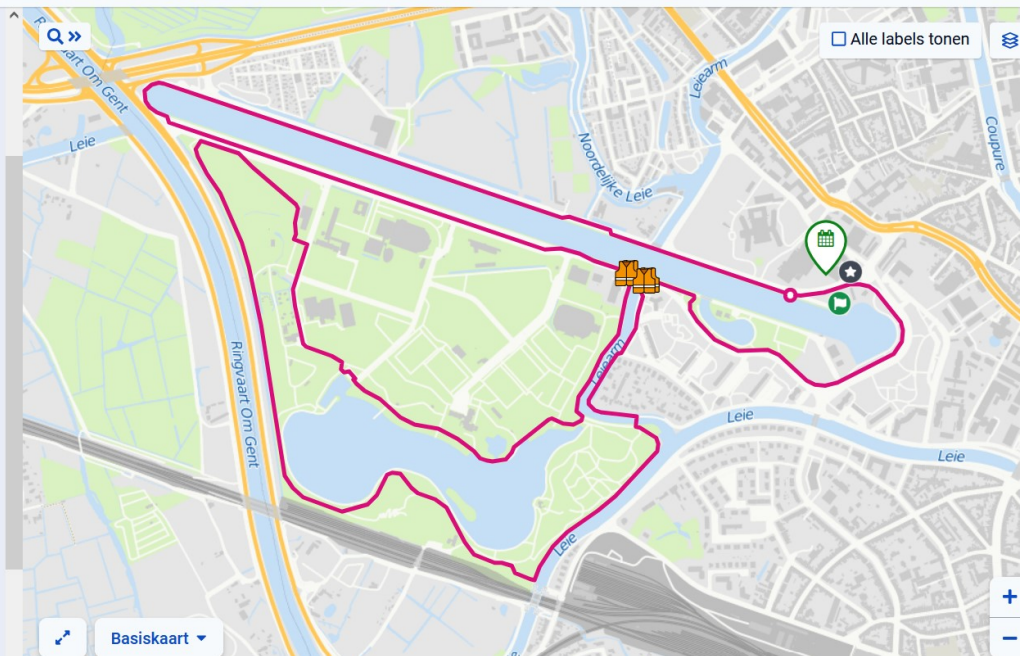 Alle labels tonen
Ringvaart Om Gent
Leie
Leiearm
Noordelijke Leie
Coupure
Ringvaart Om Gent
Leiearm
Leie
Leie
Leie
Basiskaart
+
−